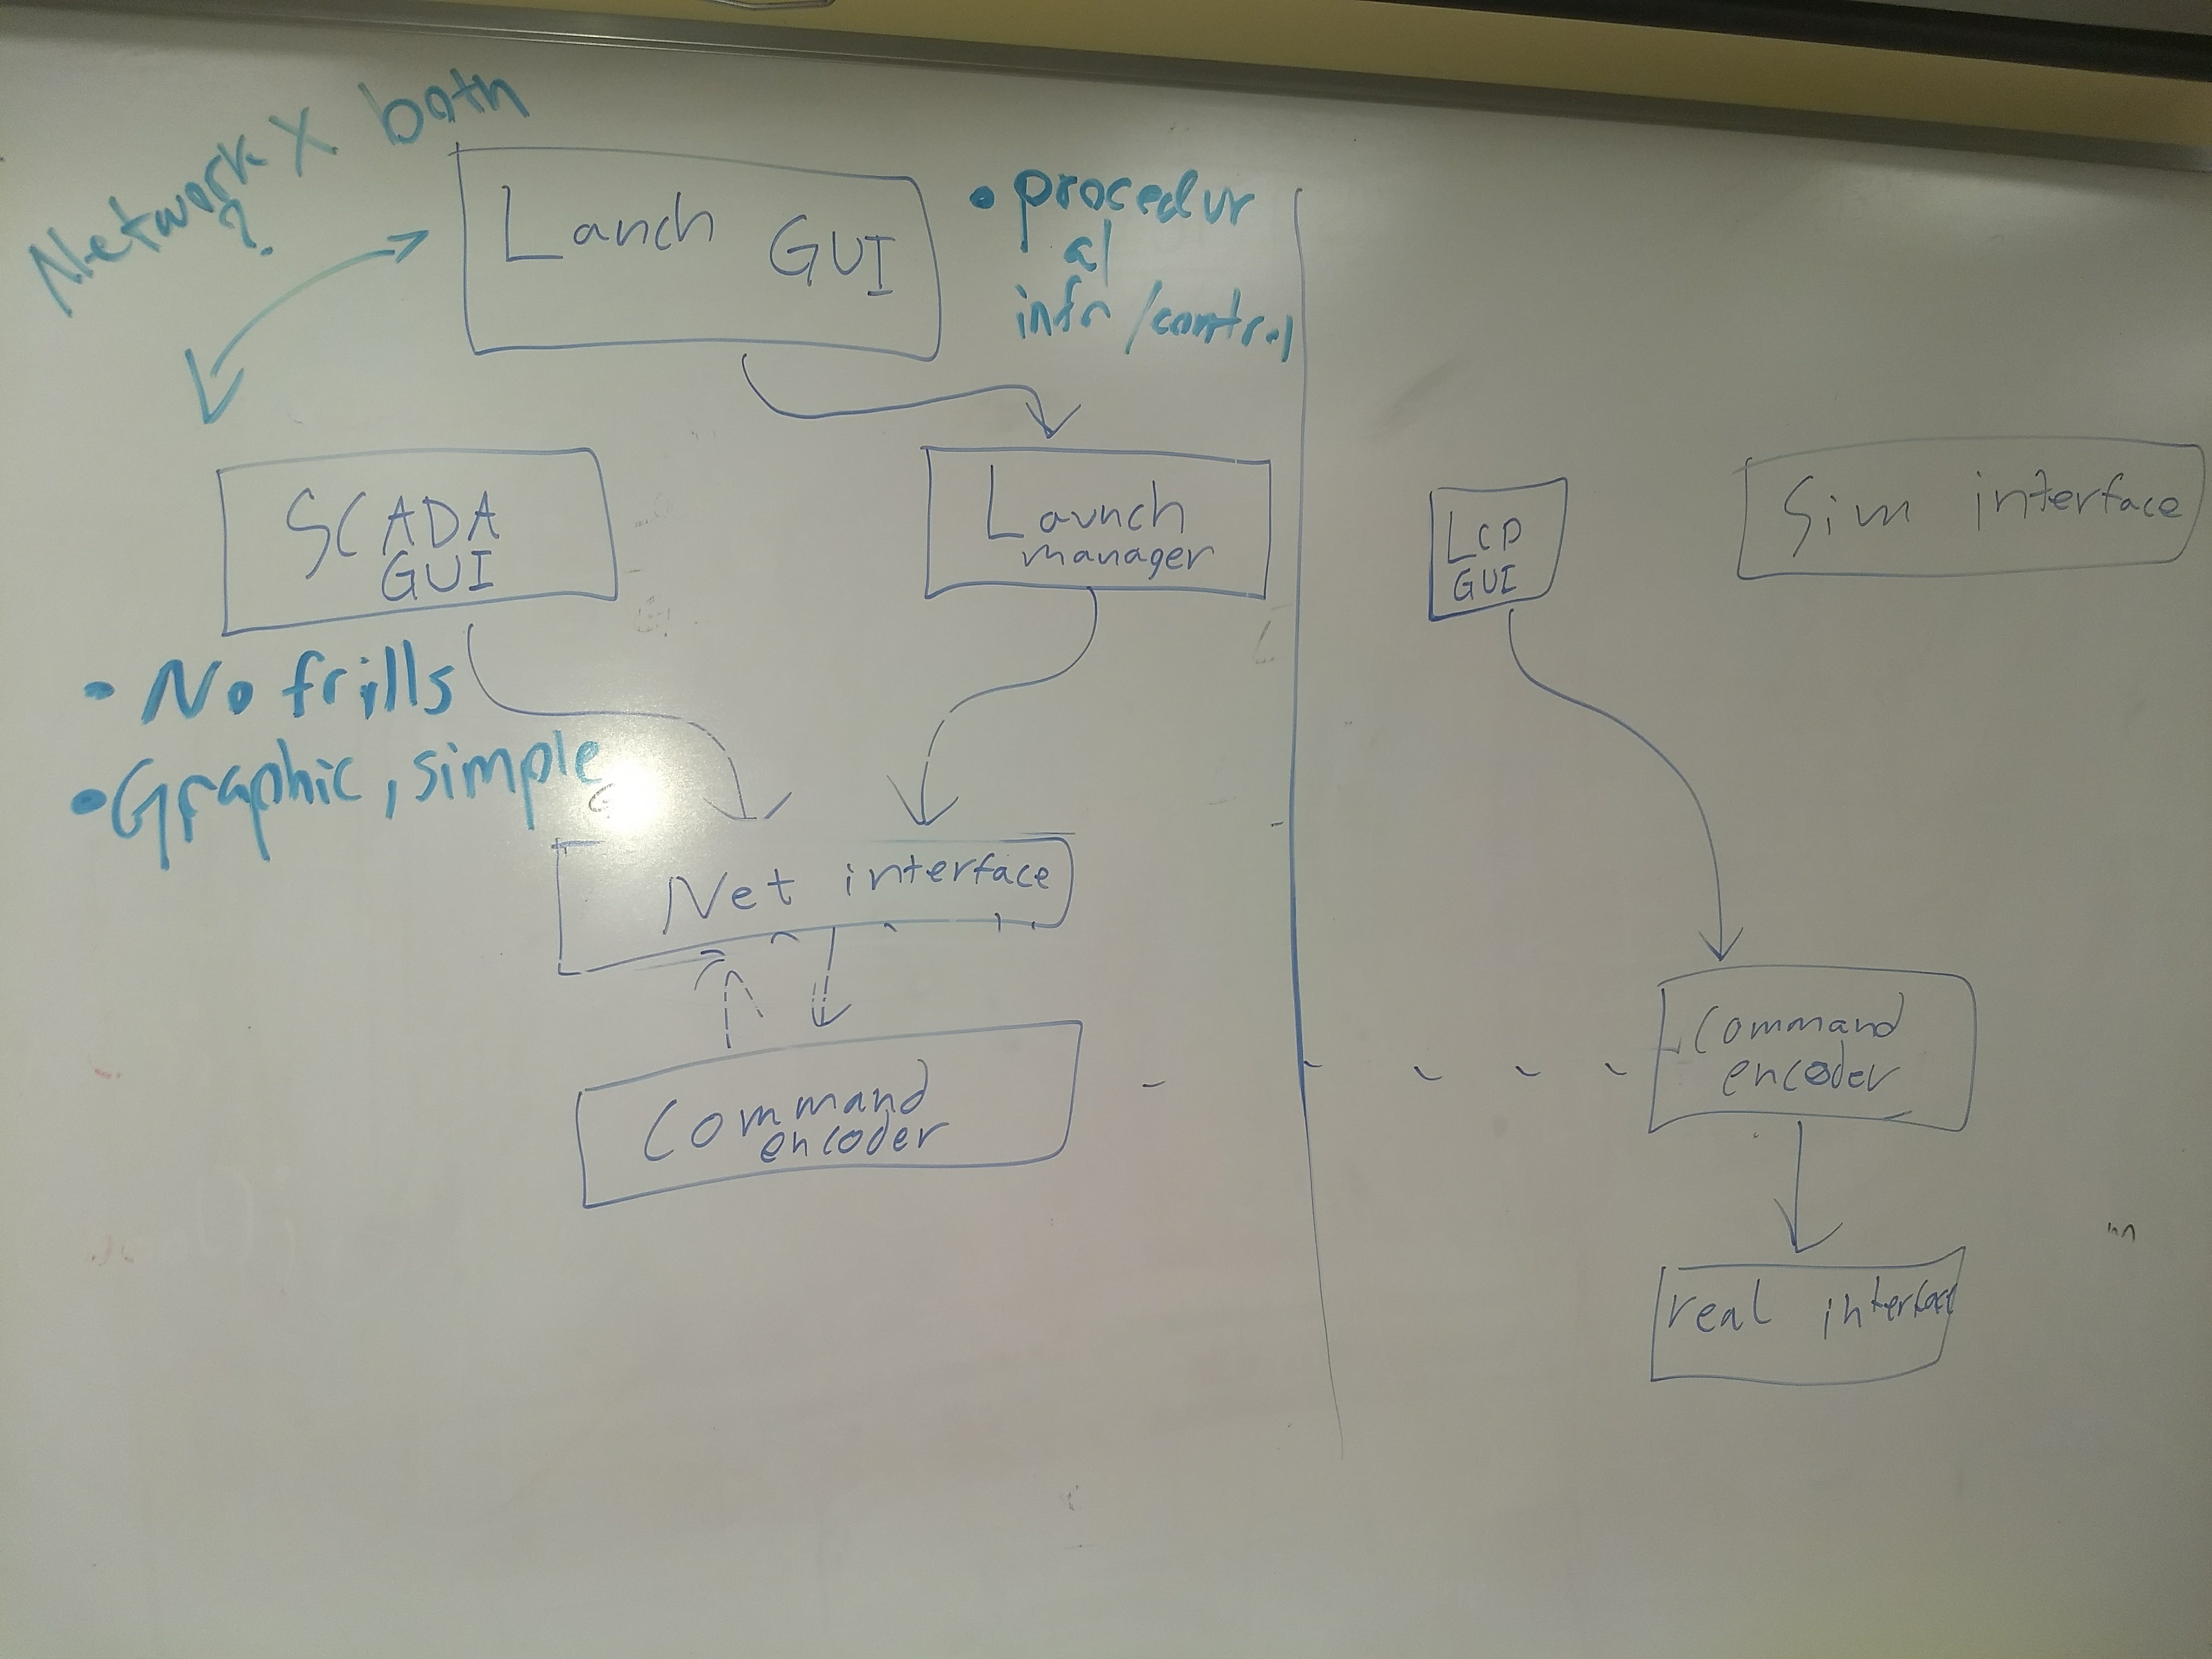 Network X both
?
Lanch GUI
• procedur
al
info/control
SCADA
GUI
Launch
manager
LCP
GUI
Sim interface
• No frills
• Graphic, simple
Net interface
Command
encoder
Command
encoder
real interface